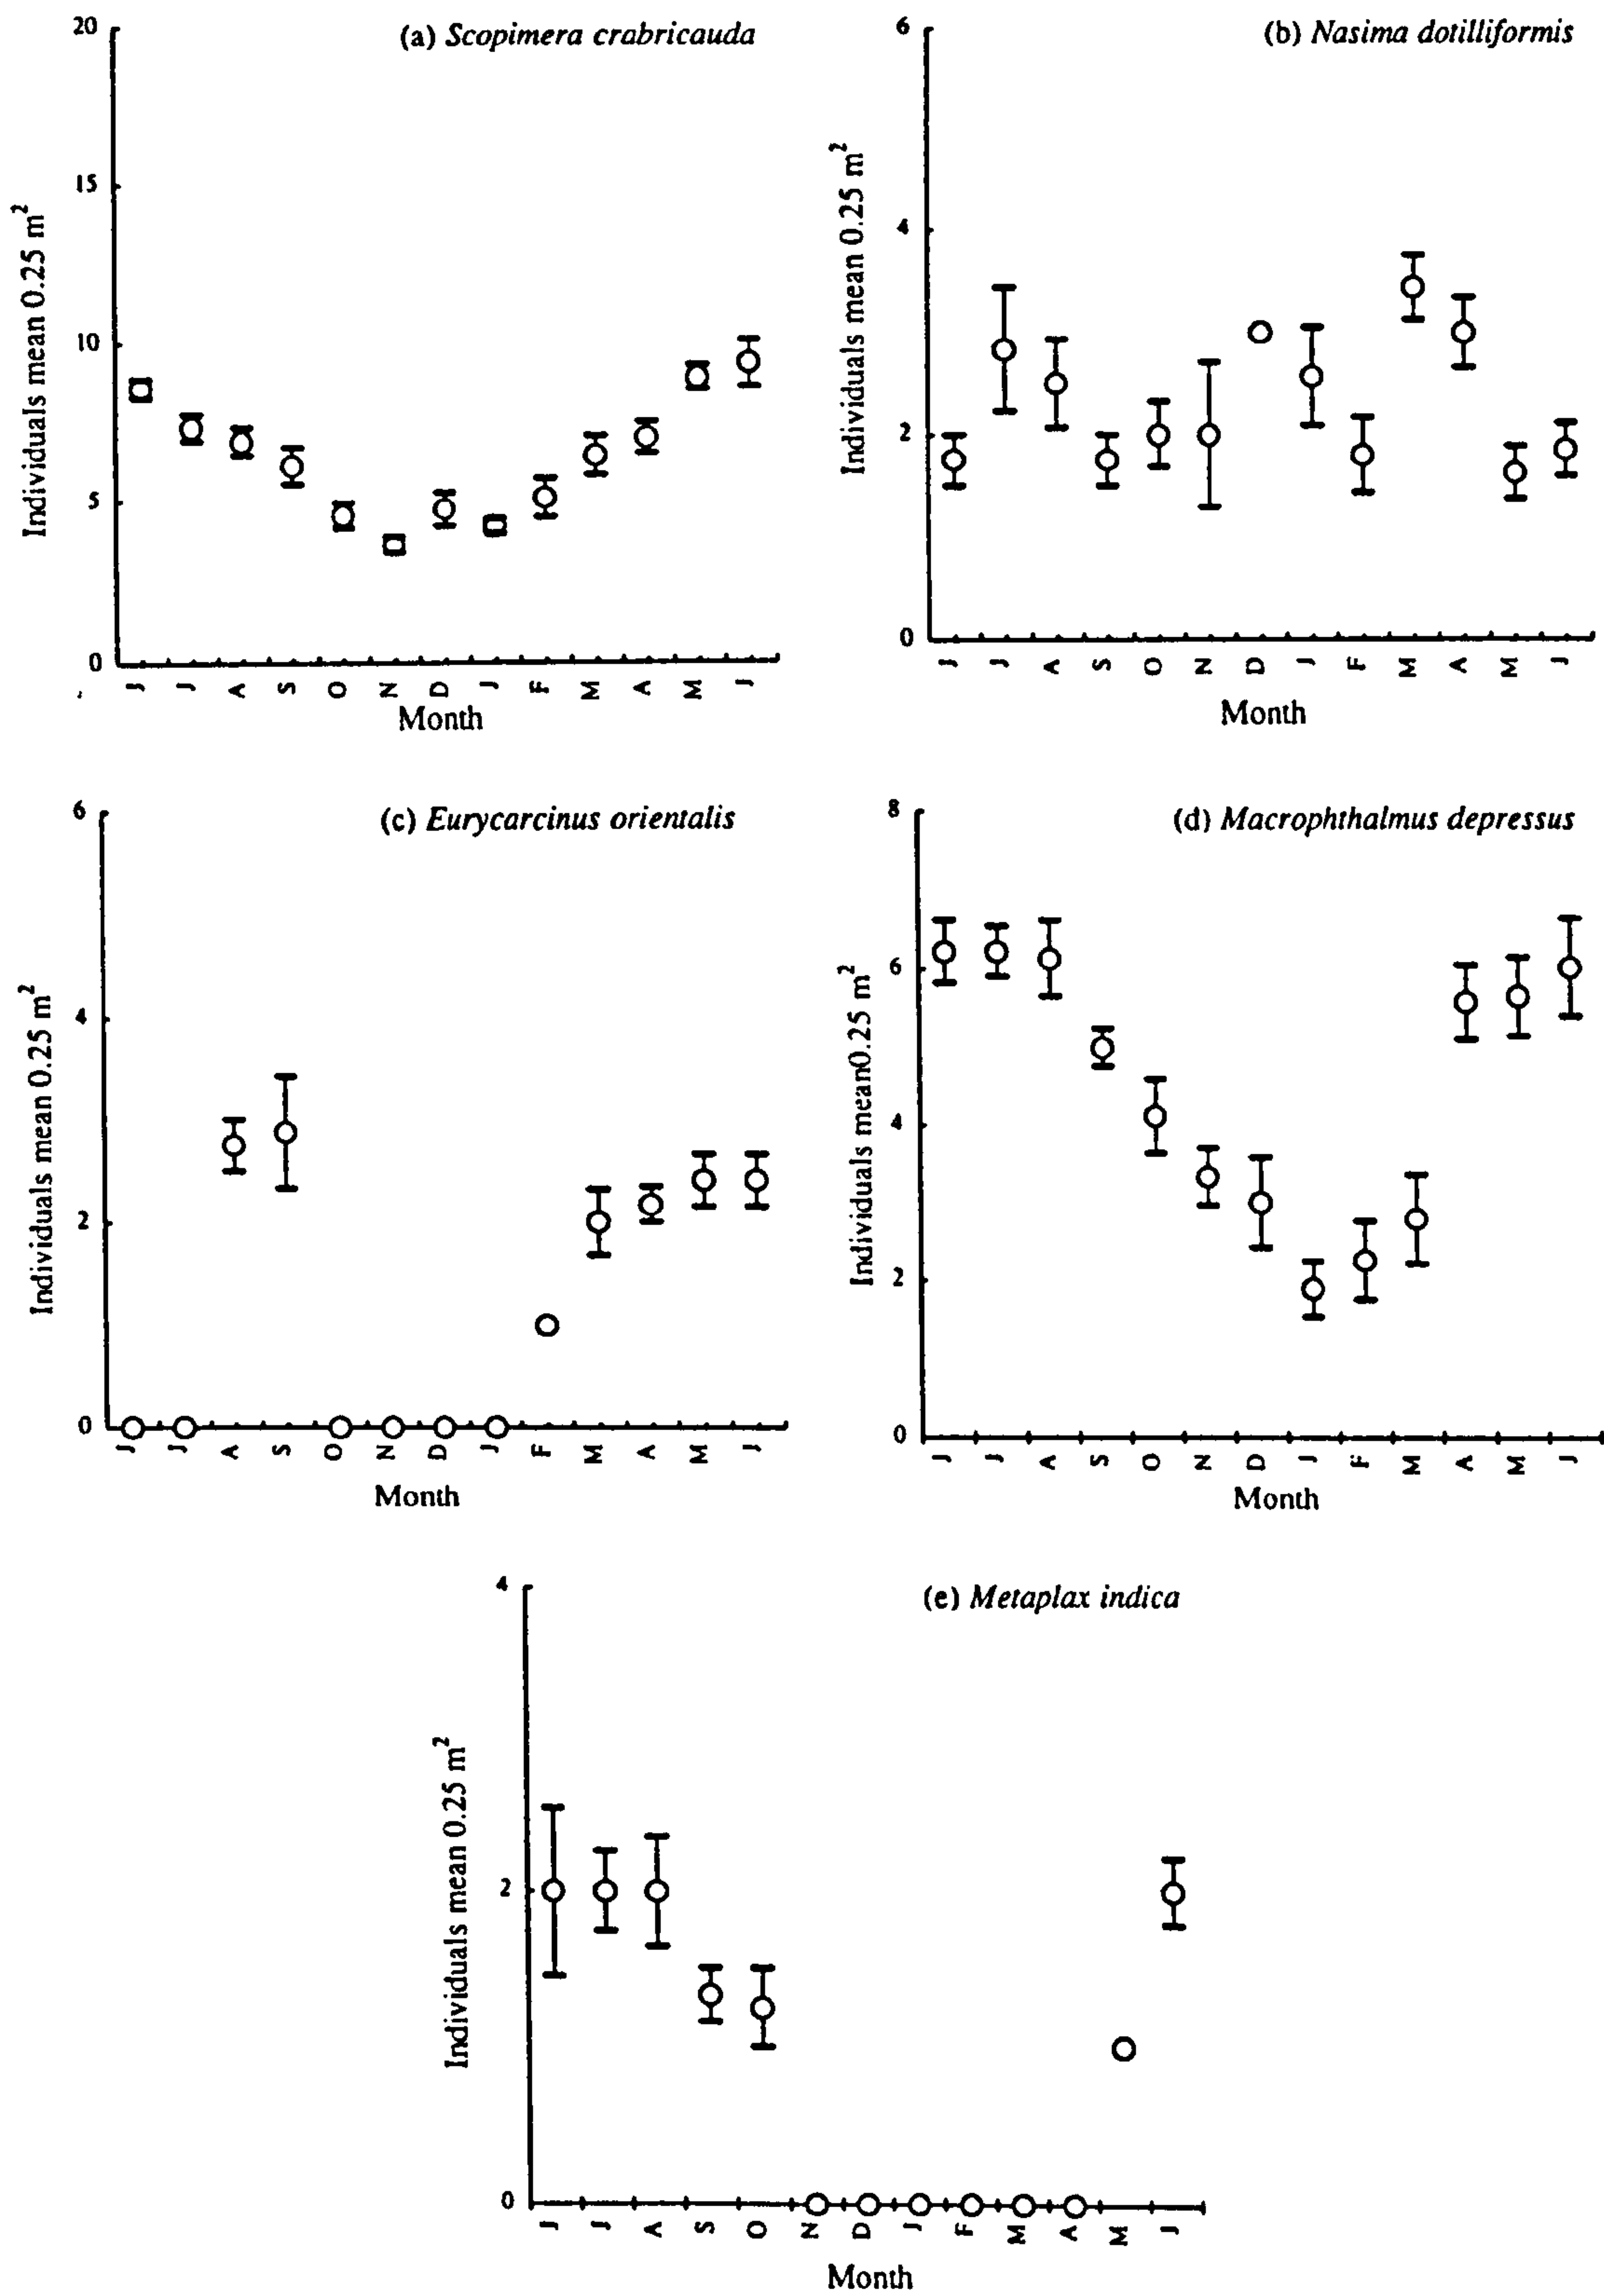 (a) Scopimera crabricauda
20
15
10
5
0
Individuals mean 0.25 m²
J J A S O N D J F M A M J
Month
(b) Nasima dotilliformis
6
4
2
0
Individuals mean 0.25 m²
J J A S O N D J F M A M J
Month
(c) Eurycarcinus orientalis
6
4
2
0
Individuals mean 0.25 m²
J J A S O N D J F M A M J
Month
(d) Macrophthalmus depressus
8
6
4
2
0
Individuals mean0.25 m²
J J A S O N D J F M A M J
Month
(e) Metaplax indica
4
2
0
Individuals mean 0.25 m²
J J A S O N D J F M A M J
Month